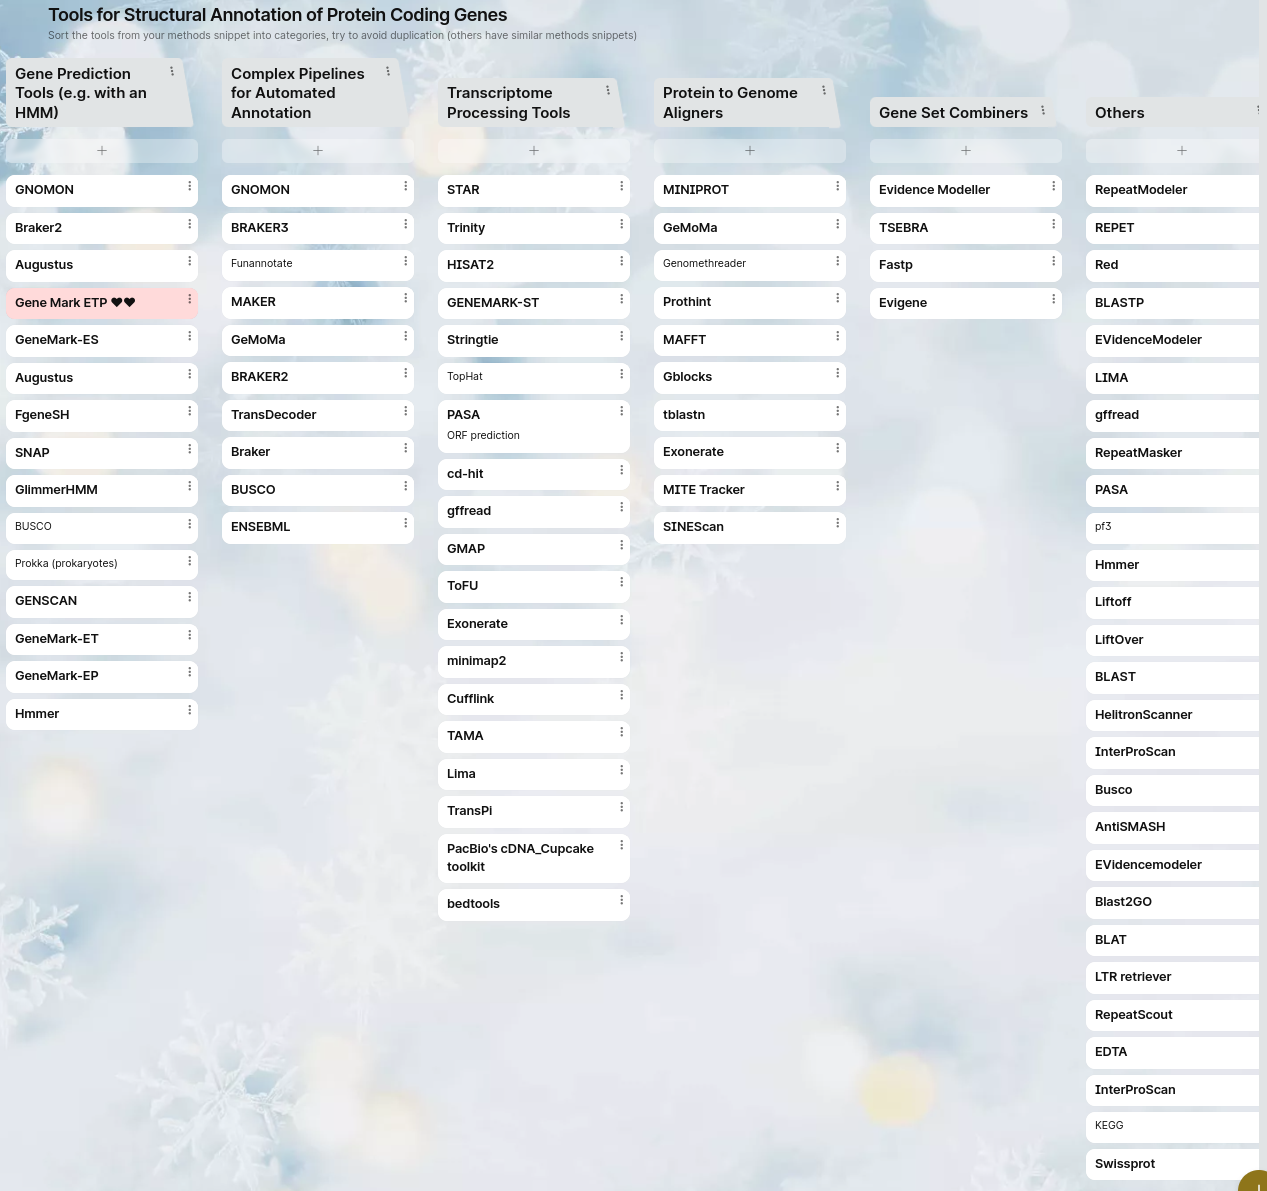 Tools for Structural Annotation of Protein Coding Genes
Sort the tools from your methods snippet into categories, try to avoid duplication (others have similar methods snippets)
Gene Prediction
Tools (e.g. with an
HMM)
+
GNOMON
Braker2
Augustus
Gene Mark ETP ❤❤
GeneMark-ES
Augustus
FgeneSH
SNAP
GlimmerHMM
BUSCO
Prokka (prokaryotes)
GENSCAN
GeneMark-ET
GeneMark-EP
Hmmer
Complex Pipelines
for Automated
Annotation
+
GNOMON
BRAKER3
Funannotate
MAKER
GeMoMa
BRAKER2
TransDecoder
Braker
BUSCO
ENSEBML
Transcriptome
Processing Tools
+
STAR
Trinity
HISAT2
GENEMARK-ST
Stringtie
TopHat
PASA
ORF prediction
cd-hit
gffread
GMAP
ToFU
Exonerate
minimap2
Cufflink
TAMA
Lima
TransPi
PacBio's cDNA_Cupcake
toolkit
bedtools
Protein to Genome
Aligners
+
MINIPROT
GeMoMa
Genomethreader
Prothint
MAFFT
Gblocks
tblastn
Exonerate
MITE Tracker
SINEScan
Gene Set Combiners
+
Evidence Modeller
TSEBRA
Fastp
Evigene
Others
+
RepeatModeler
REPET
Red
BLASTP
EVidenceModeler
LIMA
gffread
RepeatMasker
PASA
pf3
Hmmer
Liftoff
LiftOver
BLAST
HelitronScanner
InterProScan
Busco
AntiSMASH
EVidencemodeler
Blast2GO
BLAT
LTR retriever
RepeatScout
EDTA
InterProScan
KEGG
Swissprot